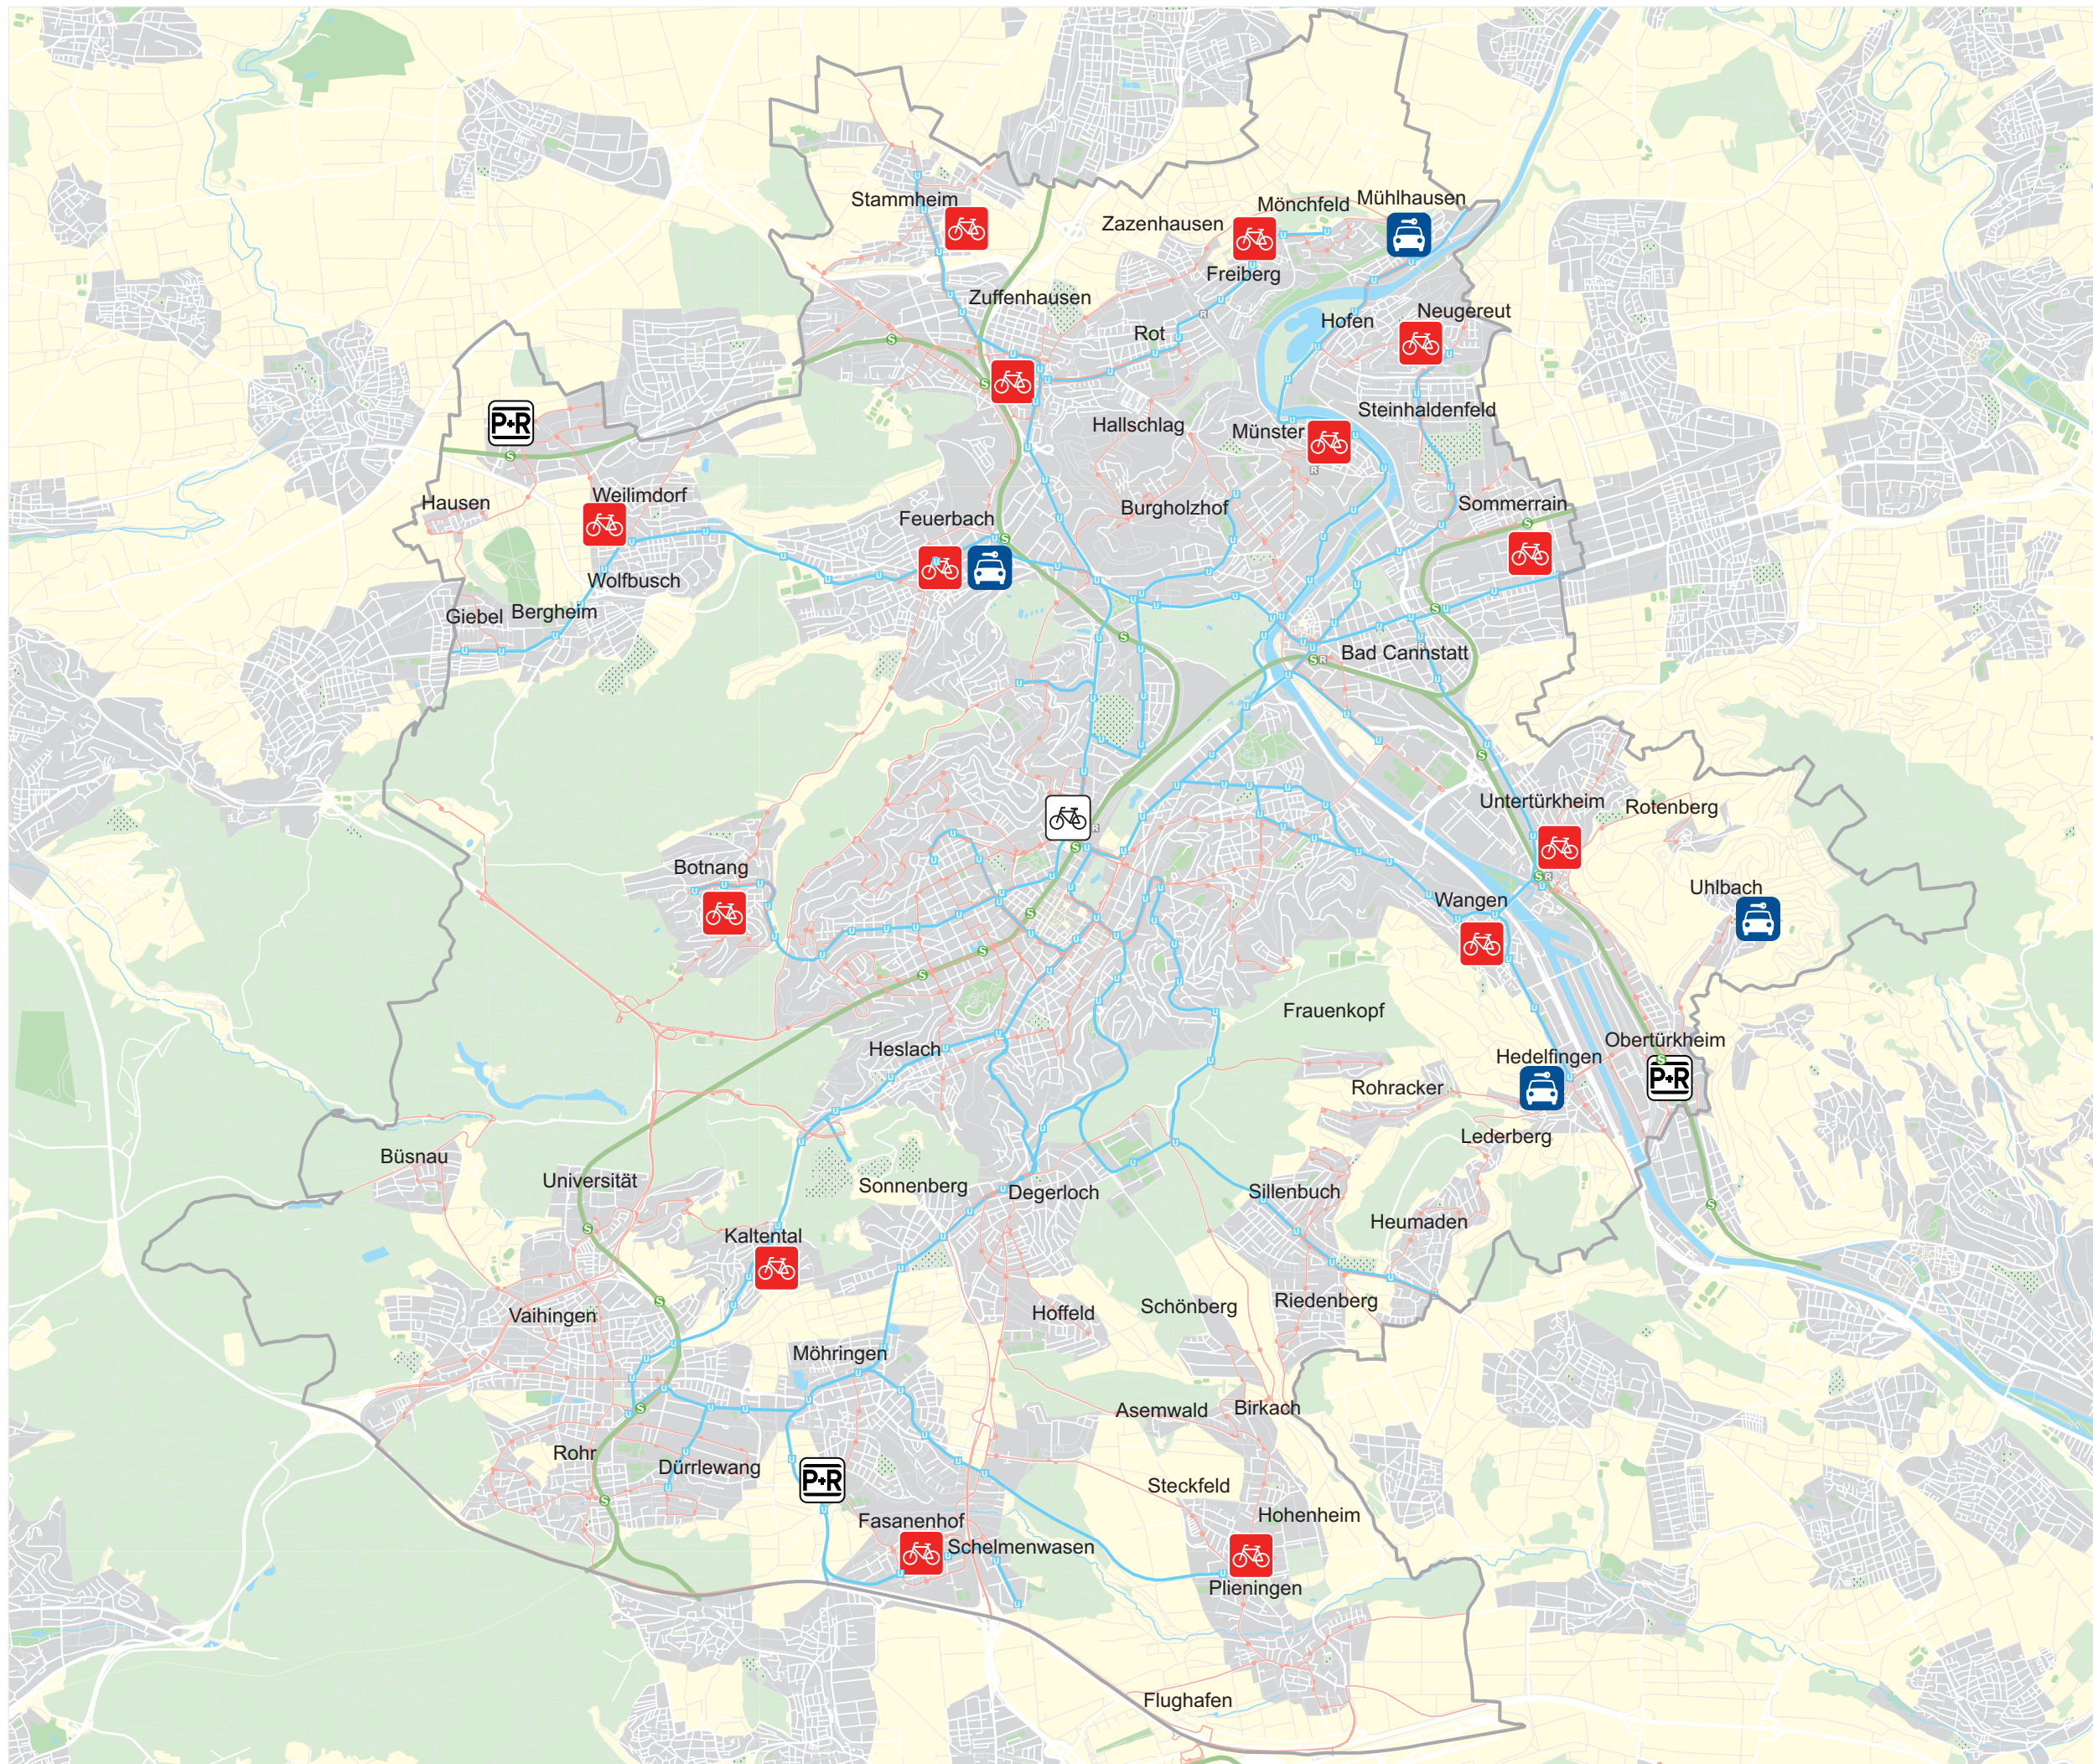 Mühlhausen
Stammheim
Mönchfeld
Zazenhausen
Freiberg
Zuffenhausen
Neugereut
Hofen
Rot
Steinhaldenfeld
P+R
Hallschlag
Münster
Weilimdorf
Hausen
Sommerrain
Burgholzhof
Feuerbach
Wolfbusch
Bergheim
Giebel
Bad Cannstatt
Untertürkheim
Rotenberg
Botnang
Uhlbach
Wangen
Frauenkopf
Obertürkheim
Heslach
Hedelfingen
P+R
Rohracker
Lederberg
Büsnau
Universität
Sonnenberg
Degerloch
Sillenbuch
Heumaden
Kaltental
Riedenberg
Schönberg
Hoffeld
Vaihingen
Möhringen
Birkach
Asemwald
Rohr
Dürrlewang
P+R
Steckfeld
Hohenheim
Fasanenhof
Schelmenwasen
Plieningen
Flughafen